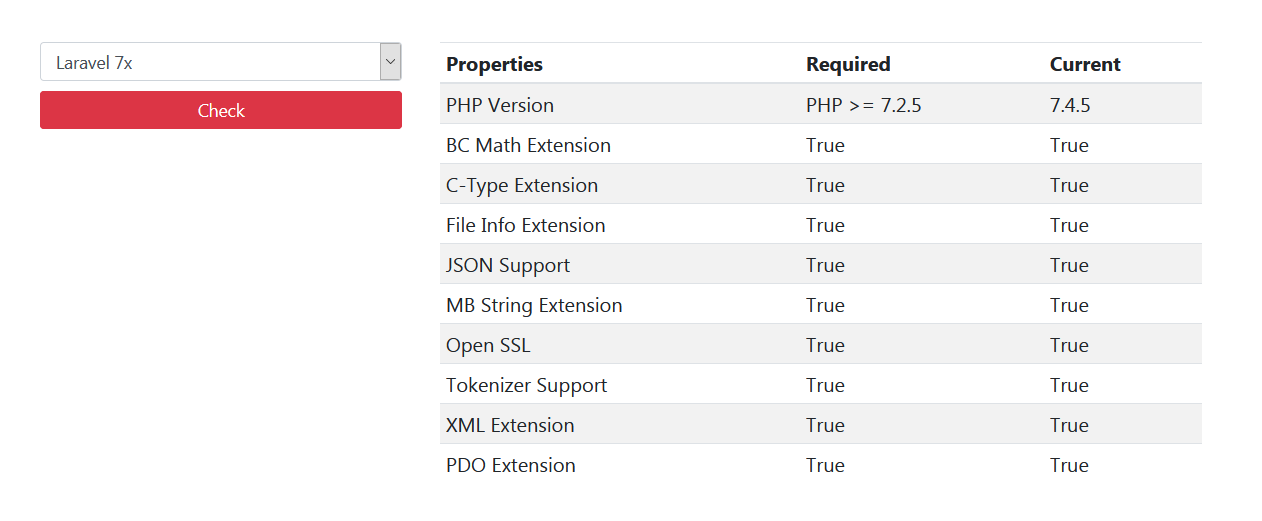 Laravel 7x
Check
Properties Required Current
PHP Version PHP >= 7.2.5 7.4.5
BC Math Extension True True
C-Type Extension True True
File Info Extension True True
JSON Support True True
MB String Extension True True
Open SSL True True
Tokenizer Support True True
XML Extension True True
PDO Extension True True